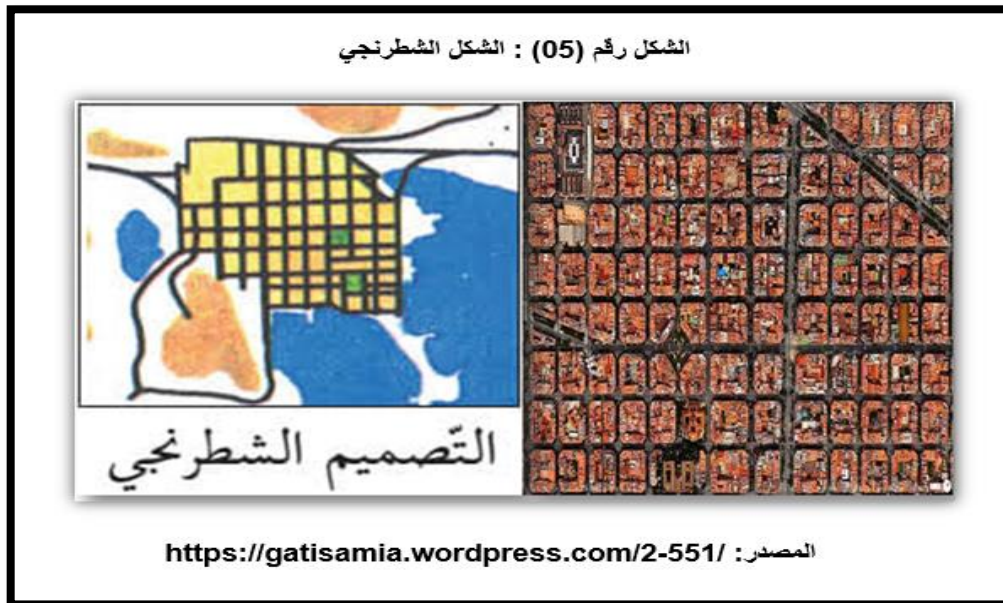 الشكل رقم (05) : الشكل الشطرنجي
التّصميم الشطرنجي
المصدر: https://gatisamia.wordpress.com/2-551/